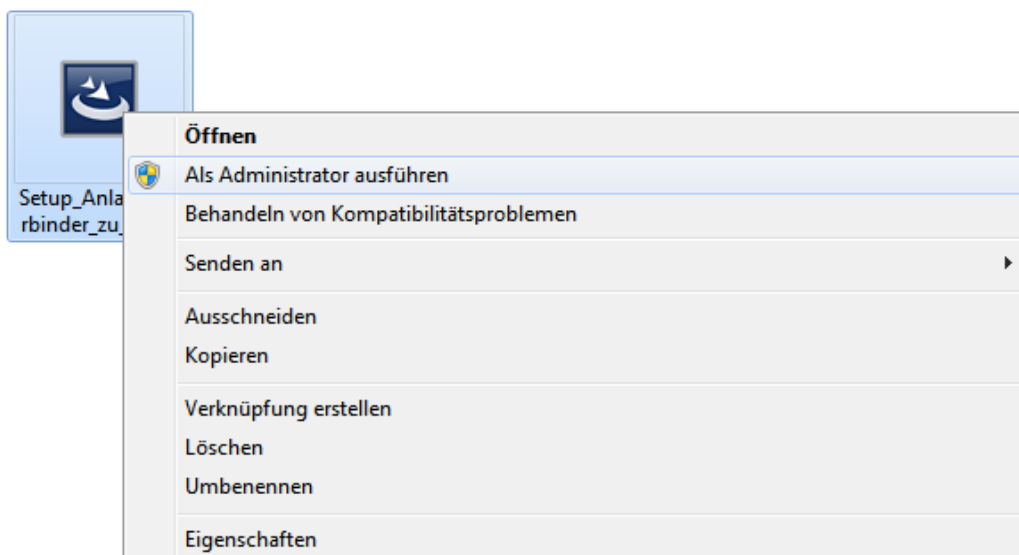 Setup_Anla
rbinder_zu_
Öffnen
Als Administrator ausführen
Behandeln von Kompatibilitätsproblemen
Senden an
Ausschneiden
Kopieren
Verknüpfung erstellen
Löschen
Umbenennen
Eigenschaften